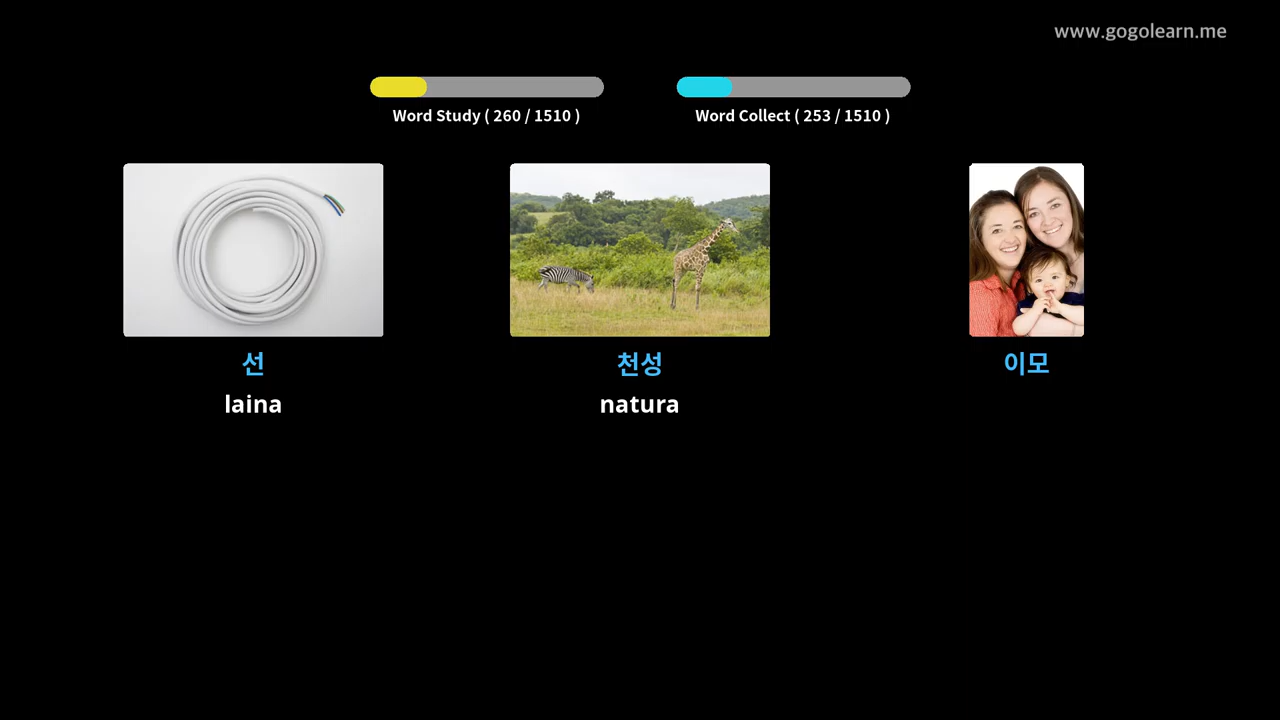 www.gogolearn.me
Word Study ( 260 / 1510 )
Word Collect ( 253 / 1510 )
선
laina
천성
natura
이모